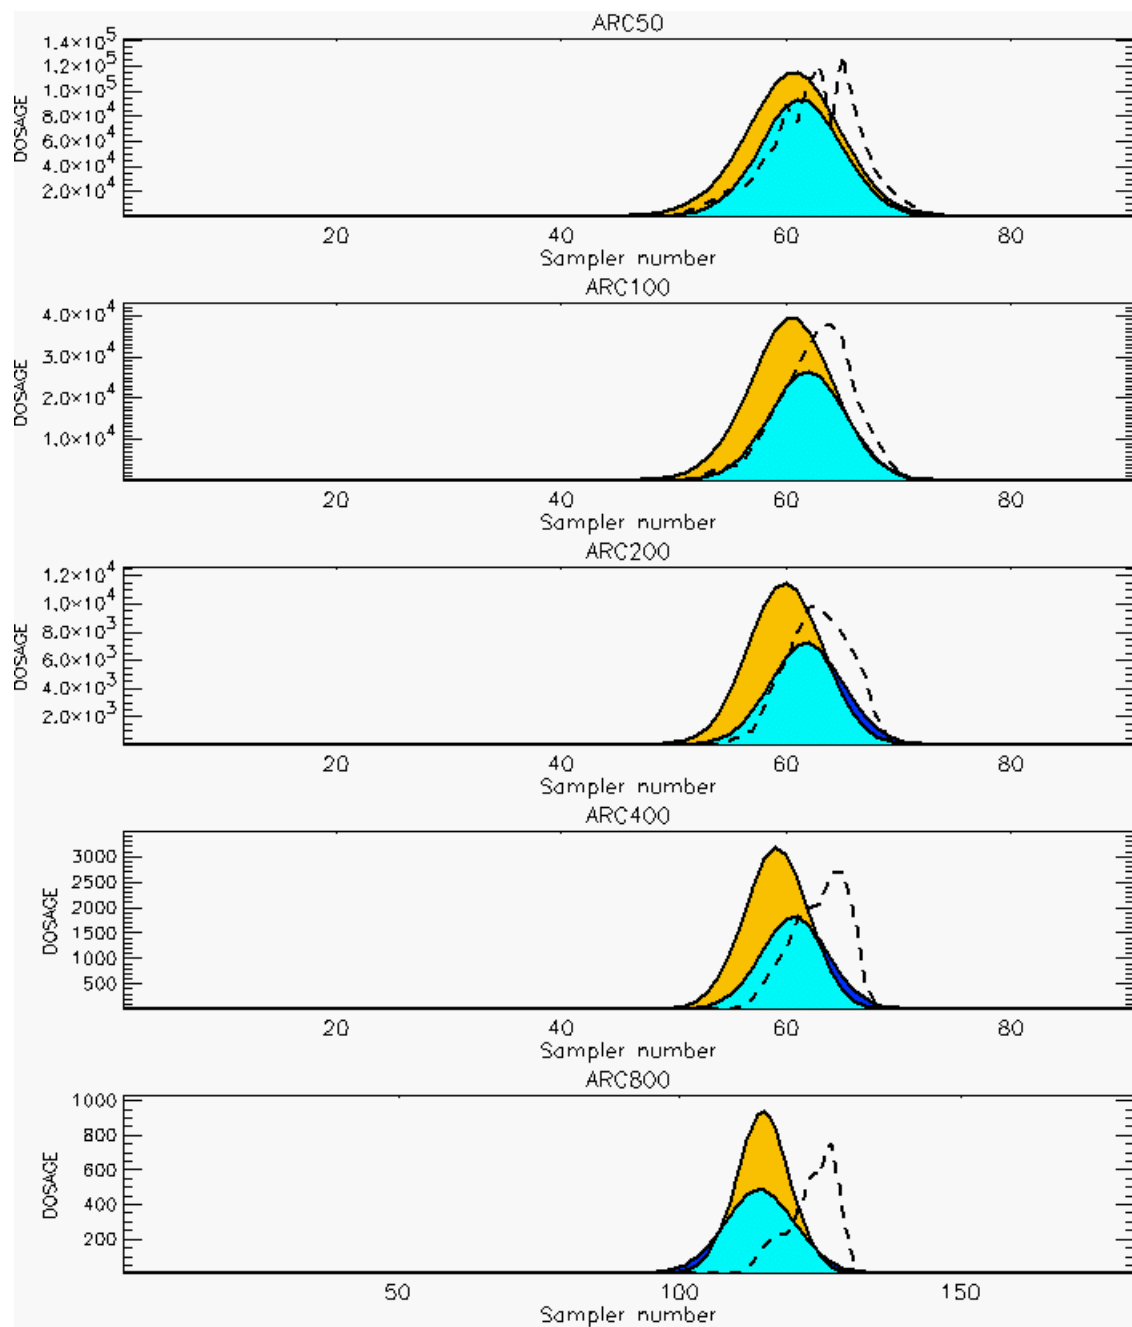 ARC50
1.4×10⁵
1.2×10⁵
1.0×10⁵
8.0×10⁴
6.0×10⁴
4.0×10⁴
2.0×10⁴
DOSAGE
20 40 60 80
Sampler number
ARC100
4.0×10⁴
3.0×10⁴
2.0×10⁴
1.0×10⁴
DOSAGE
20 40 60 80
Sampler number
ARC200
1.2×10⁴
1.0×10⁴
8.0×10³
6.0×10³
4.0×10³
2.0×10³
DOSAGE
20 40 60 80
Sampler number
ARC400
3000
2500
2000
1500
1000
500
DOSAGE
20 40 60 80
Sampler number
ARC800
1000
800
600
400
200
DOSAGE
50 100 150
Sampler number